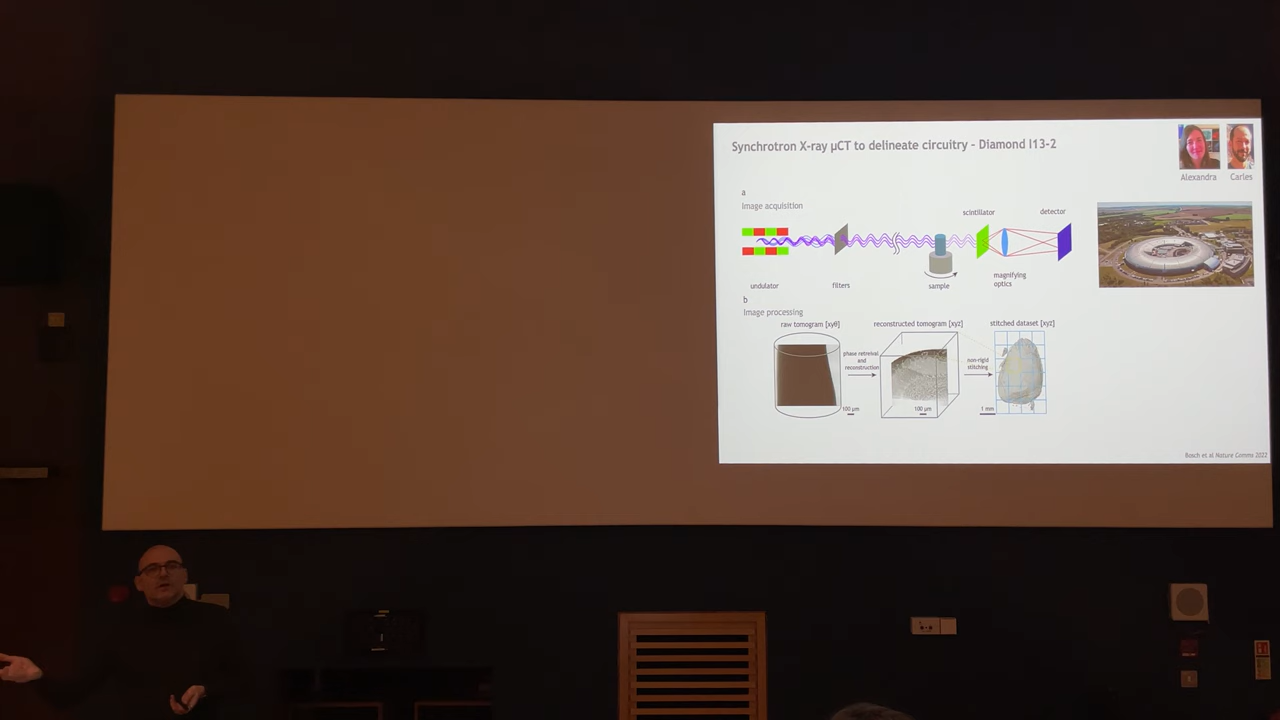 Synchrotron X-ray µCT to delineate circuitry - Diamond I13-2
Alexandra
Carles
a
Image acquisition
scintillator
detector
undulator
filters
sample
magnifying
optics
b
Image processing
raw tomogram [xyθ]
reconstructed tomogram [xyz]
stitched dataset [xyz]
phase retreival
and
reconstruction
non-rigid
stitching
100 µm
100 µm
1 mm
Bosch et al Nature Comms 2022